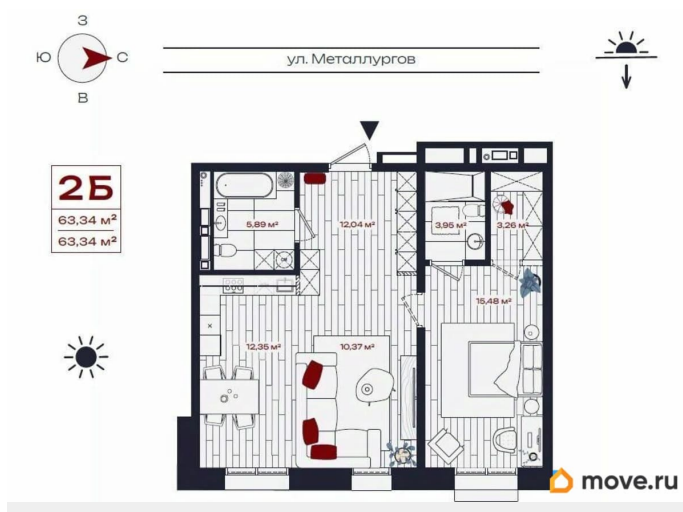 З
Ю
С
В
ул. Металлургов
2Б
63,34 м²
63,34 м²
5,89 м²
12,04 м²
3,95 м²
3,26 м²
15,48 м²
12,35 м²
10,37 м²
move.ru